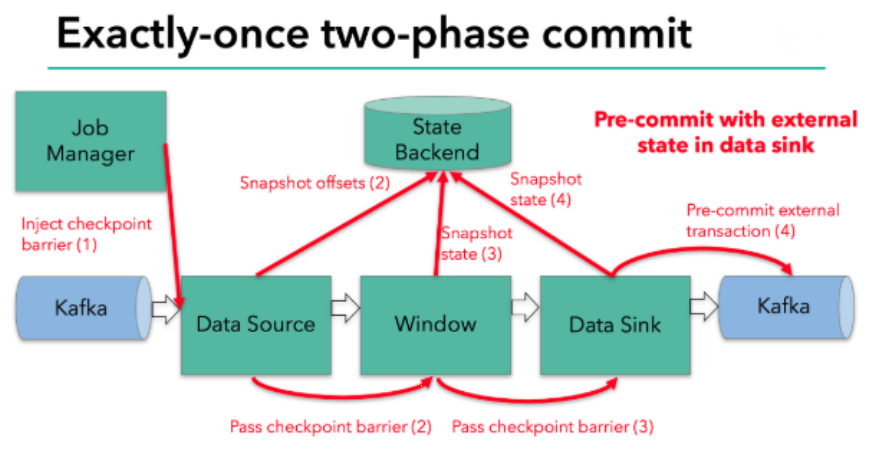 Exactly-once two-phase commit
Job
Manager
State
Backend
Pre-commit with external
state in data sink
Snapshot offsets (2)
Snapshot
state (4)
Inject checkpoint
barrier (1)
Snapshot
state (3)
Pre-commit external
transaction (4)
Kafka
Data Source
Window
Data Sink
Kafka
Pass checkpoint barrier (2)
Pass checkpoint barrier (3)